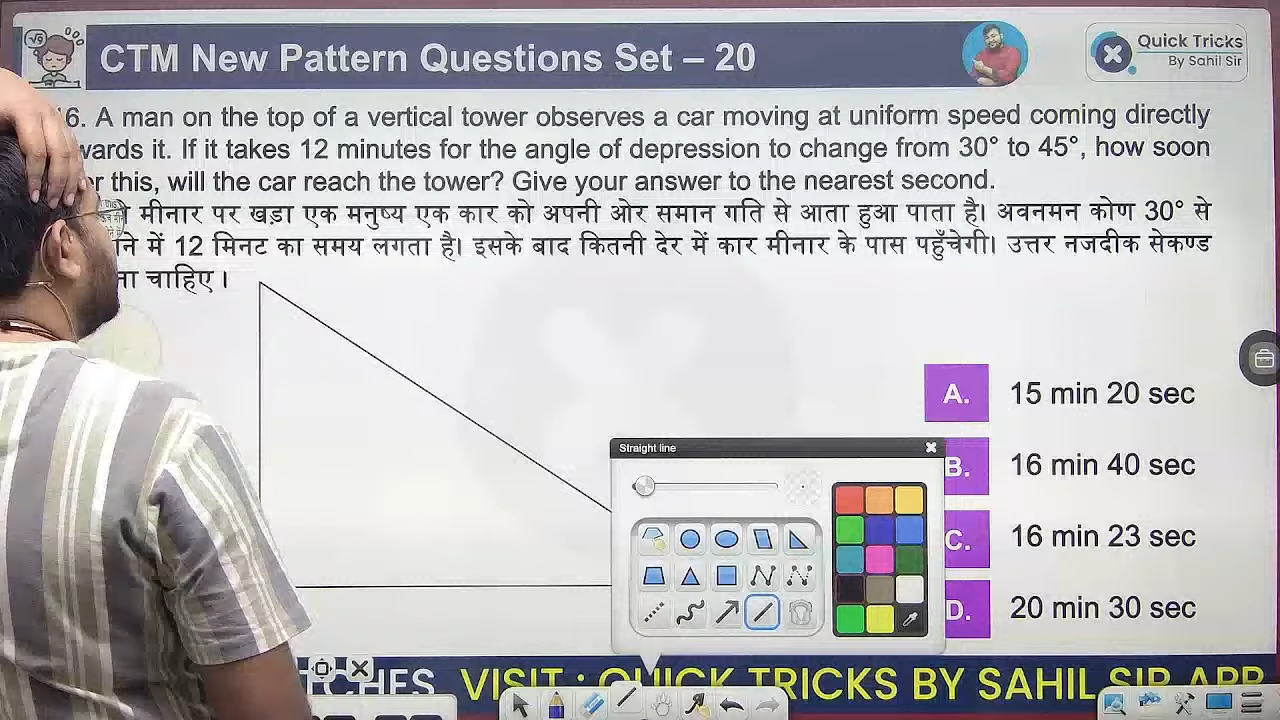 CTM New Pattern Questions Set – 20
Quick Tricks
By Sahil Sir
6. A man on the top of a vertical tower observes a car moving at uniform speed coming directly
wards it. If it takes 12 minutes for the angle of depression to change from 30° to 45°, how soon
r this, will the car reach the tower? Give your answer to the nearest second.
मीनार पर खड़ा एक मनुष्य एक कार को अपनी ओर समान गति से आता हुआ पाता है। अवनमन कोण 30° से
ने में 12 मिनट का समय लगता है। इसके बाद कितनी देर में कार मीनार के पास पहुँचेगी। उत्तर नजदीक सेकण्ड
ना चाहिए।
A. 15 min 20 sec
Straight line
B. 16 min 40 sec
C. 16 min 23 sec
D. 20 min 30 sec
TCHES VISIT : QUICK TRICKS BY SAHIL SIR APP